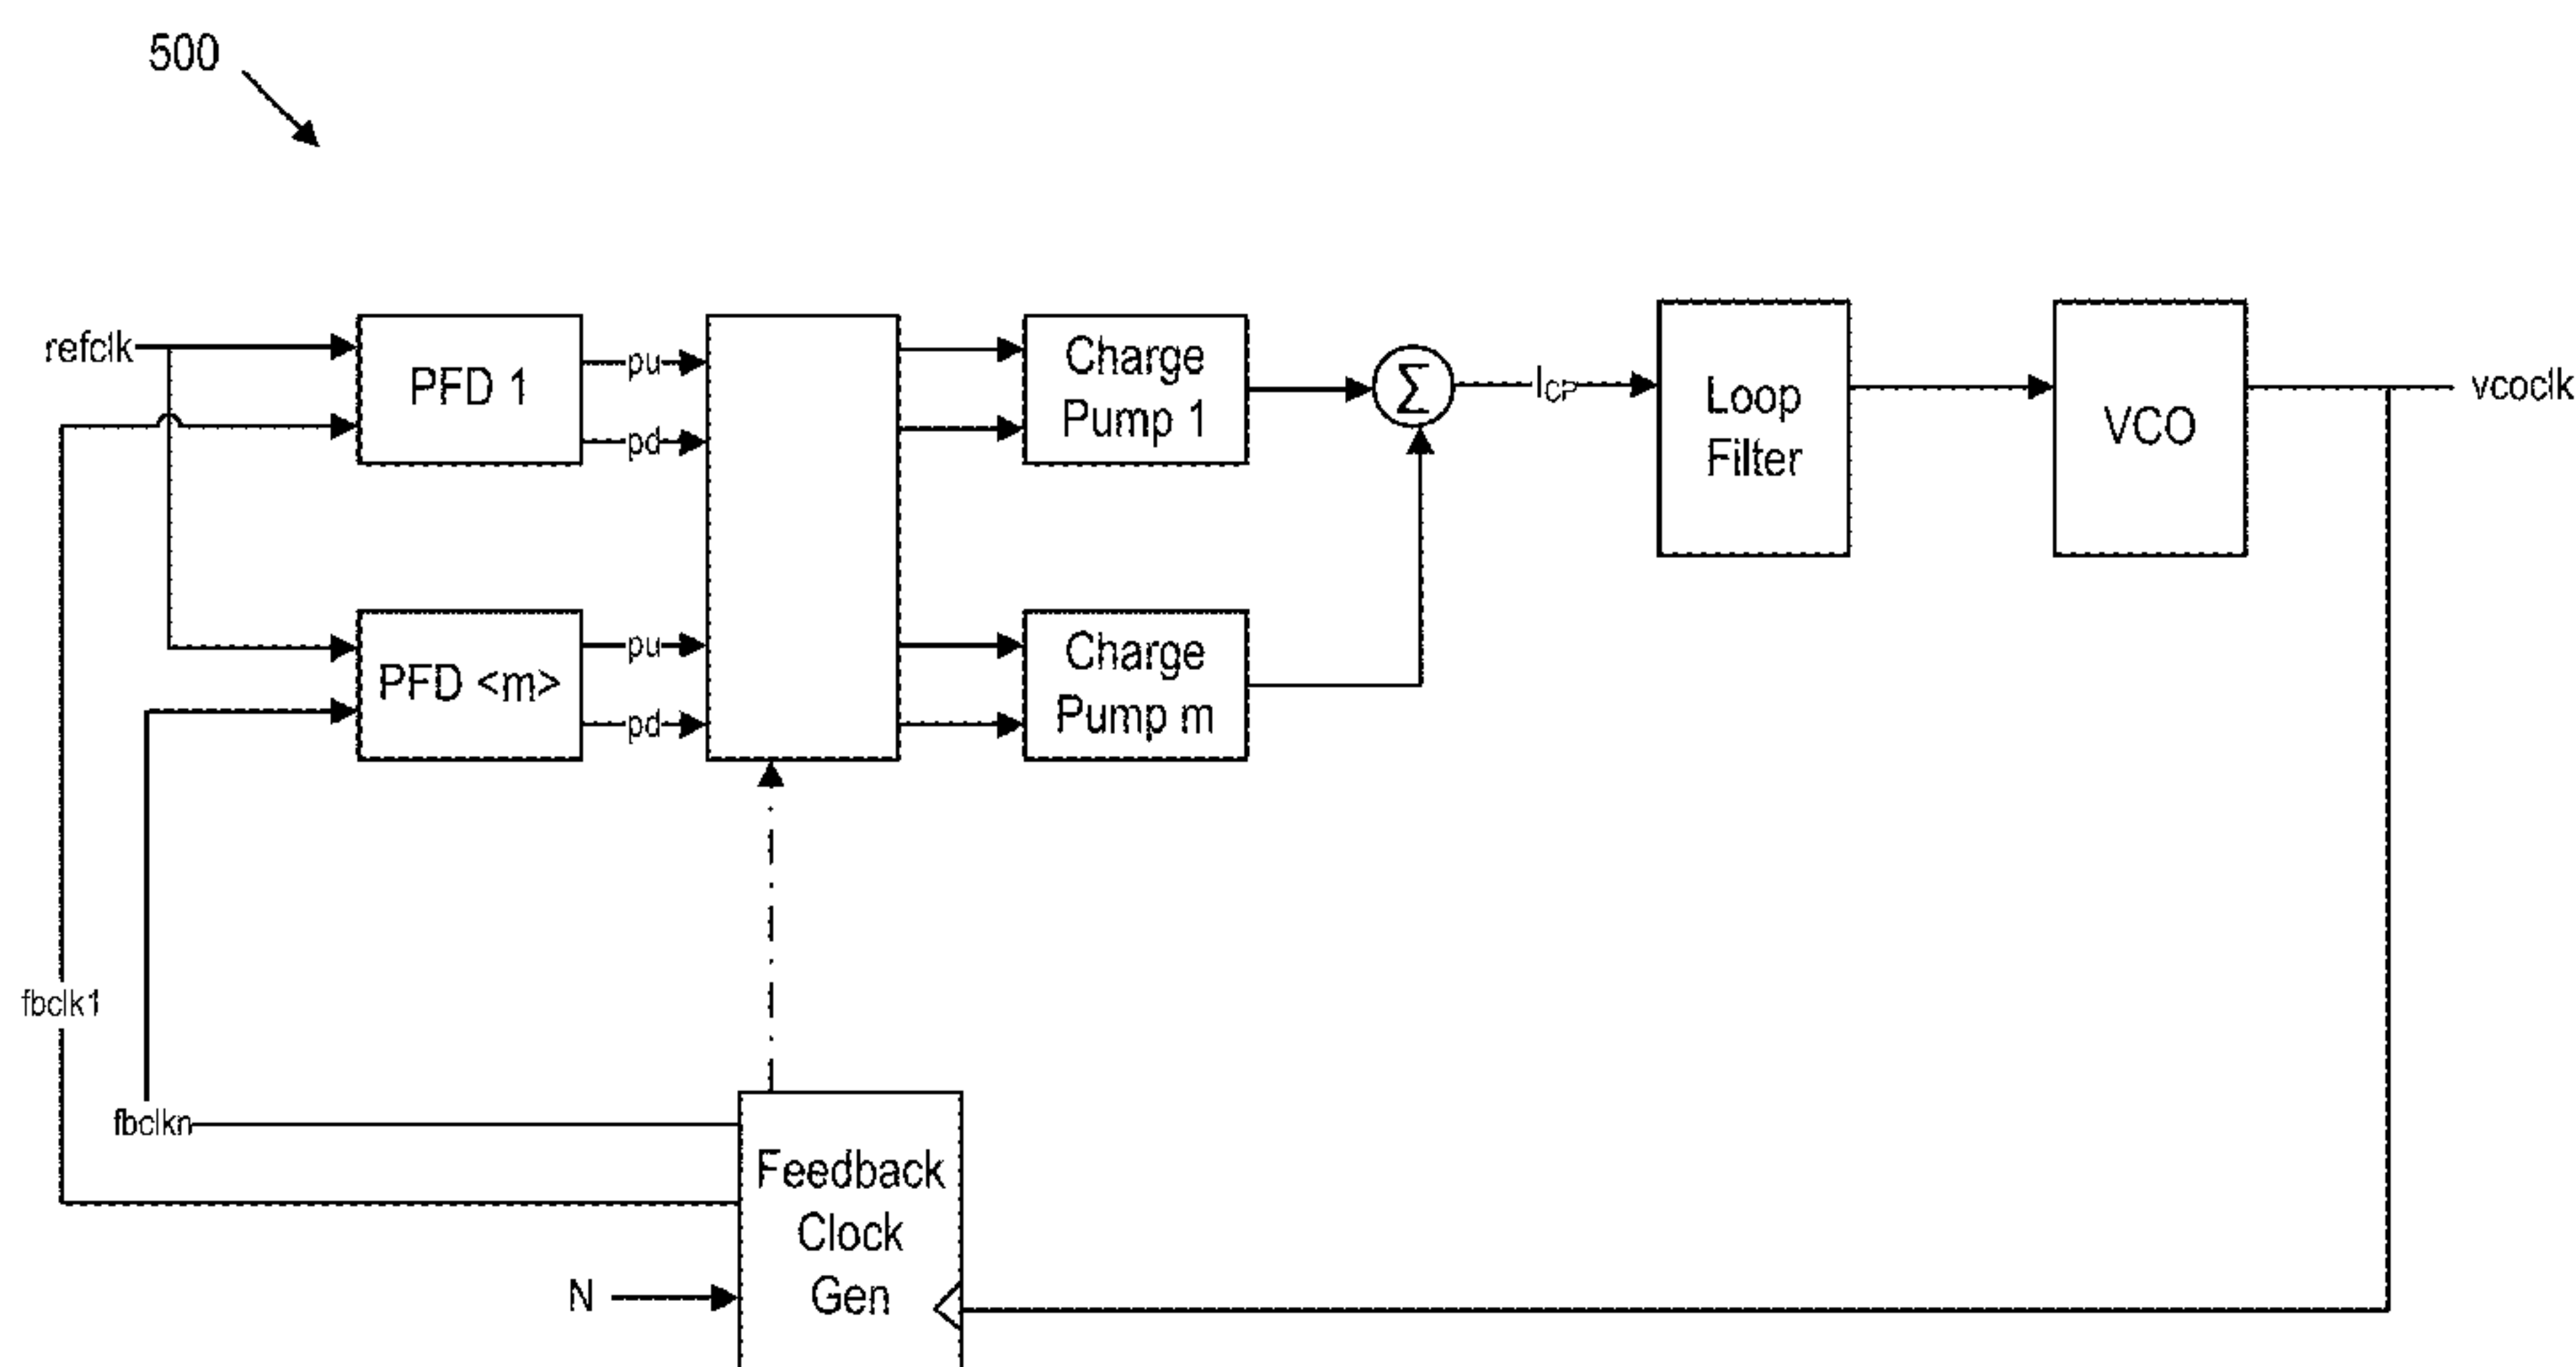 500
refclk
PFD 1
pu
pd
Charge
Pump 1
Σ
I_CP
Loop
Filter
VCO
vcoclk
PFD <m>
pu
pd
Charge
Pump m
fbclk1
fbclkn
Feedback
Clock
Gen
N